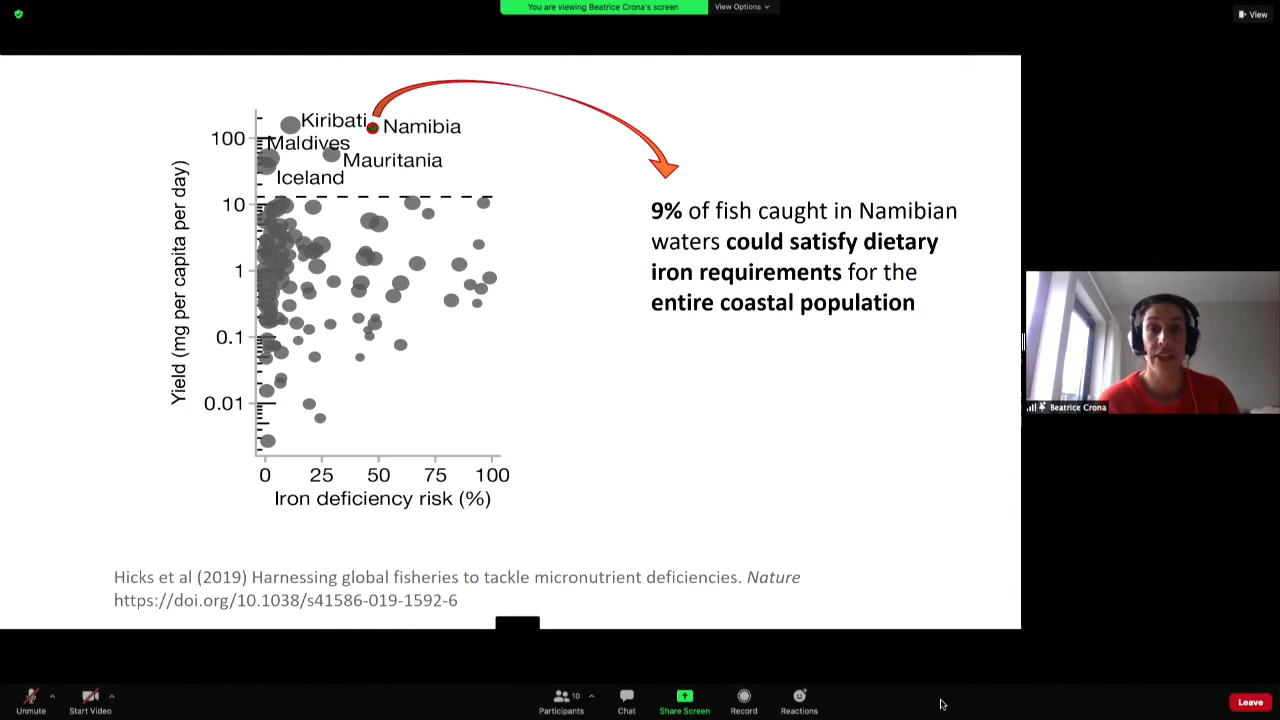 You are viewing Beatrice Crona's screen
View Options
View
Kiribati
Namibia
Maldives
Mauritania
Iceland
100
10
1
0.1
0.01
Yield (mg per capita per day)
0 25 50 75 100
Iron deficiency risk (%)
9% of fish caught in Namibian
waters could satisfy dietary
iron requirements for the
entire coastal population
Beatrice Crona
Hicks et al (2019) Harnessing global fisheries to tackle micronutrient deficiencies. Nature
https://doi.org/10.1038/s41586-019-1592-6
Unmute
Start Video
10
Participants
Chat
Share Screen
Record
Reactions
Leave